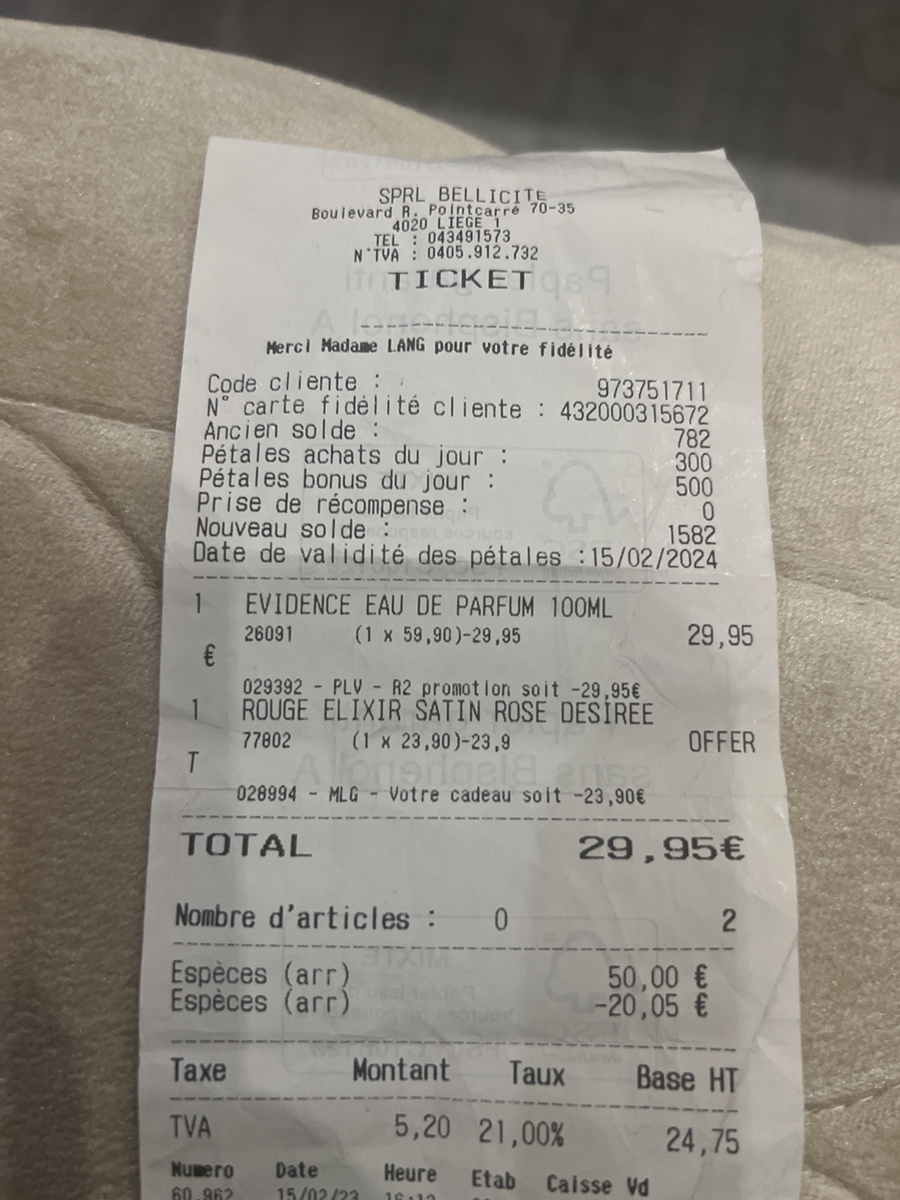 SPRL BELLICITE
Boulevard R. Pointcarré 70-35
4020 LIEGE 1
TEL : 043491573
N°TVA : 0405.912.732
TICKET
Merci Madame LANG pour votre fidélité
Code cliente : 973751711
N° carte fidélité cliente : 432000315672
Ancien solde : 782
Pétales achats du jour : 300
Pétales bonus du jour : 500
Prise de récompense : 0
Nouveau solde : 1582
Date de validité des pétales :15/02/2024
1 EVIDENCE EAU DE PARFUM 100ML
26091 (1 x 59,90)-29,95 29,95
€
029392 - PLV - R2 promotion soit -29,95€
1 ROUGE ELIXIR SATIN ROSE DESIREE
77802 (1 x 23,90)-23,9 OFFER
T
028994 - MLG - Votre cadeau soit -23,90€
TOTAL 29,95€
Nombre d'articles : 0 2
Espèces (arr) 50,00 €
Espèces (arr) -20,05 €
Taxe Montant Taux Base HT
TVA 5,20 21,00% 24,75
Numero Date Heure Etab Caisse Vd
60.962 15/02/23 16:12